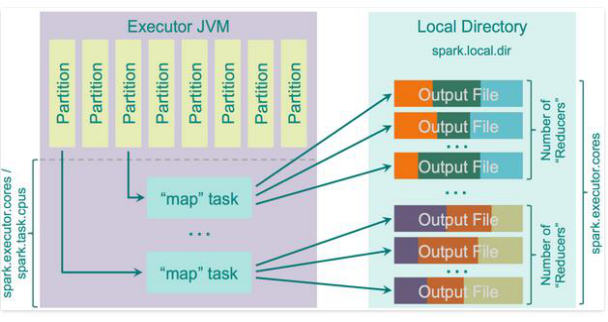 Executor JVM
Partition
Partition
Partition
Partition
Partition
Partition
Partition
Partition
spark.executor.cores /
spark.task.cpus
"map" task
...
"map" task
Local Directory
spark.local.dir
Output File
Output File
...
Output File
Number of
"Reducers"
...
Output File
Output File
...
Output File
Number of
"Reducers"
spark.executor.cores